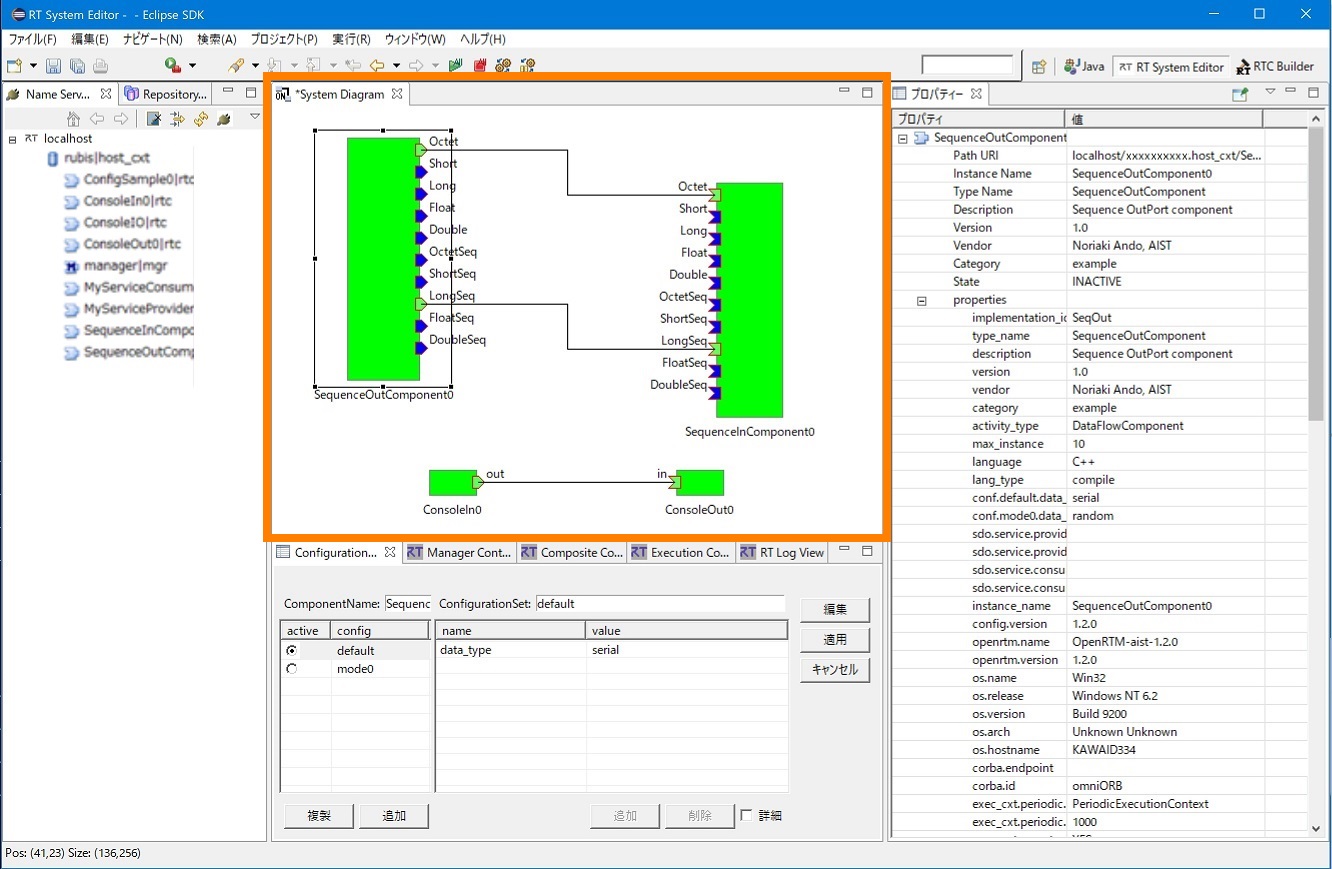 RT System Editor - - Eclipse SDK
ファイル(F) 編集(E) ナビゲート(N) 検索(A) プロジェクト(P) 実行(R) ウィンドウ(W) ヘルプ(H)
Java RT System Editor RTC Builder
Name Serv... Repository...
localhost
rubis|host_cxt
ConfigSample0|rtc
ConsoleIn0|rtc
ConsoleIO|rtc
ConsoleOut0|rtc
manager|mgr
MyServiceConsum
MyServiceProvider
SequenceInCompo
SequenceOutComp
*System Diagram
Octet
Short
Long
Float
Double
OctetSeq
ShortSeq
LongSeq
FloatSeq
DoubleSeq
SequenceOutComponent0
Octet
Short
Long
Float
Double
OctetSeq
ShortSeq
LongSeq
FloatSeq
DoubleSeq
SequenceInComponent0
out in
ConsoleIn0 ConsoleOut0
Configuration... Manager Cont... Composite Co... Execution Co... RT Log View
ComponentName: Sequenc ConfigurationSet: default
編集
active config name value
適用
default data_type serial
mode0
キャンセル
複製 追加 追加 削除 詳細
プロパティー
プロパティ 値
SequenceOutComponent
Path URI localhost/xxxxxxxxxx.host_cxt/Se...
Instance Name SequenceOutComponent0
Type Name SequenceOutComponent
Description Sequence OutPort component
Version 1.0
Vendor Noriaki Ando, AIST
Category example
State INACTIVE
properties
implementation_id SeqOut
type_name SequenceOutComponent
description Sequence OutPort component
version 1.0
vendor Noriaki Ando, AIST
category example
activity_type DataFlowComponent
max_instance 10
language C++
lang_type compile
conf.default.data_ serial
conf.mode0.data_ random
sdo.service.provid
sdo.service.provid
sdo.service.consu
sdo.service.consu
instance_name SequenceOutComponent0
config.version 1.2.0
openrtm.name OpenRTM-aist-1.2.0
openrtm.version 1.2.0
os.name Win32
os.release Windows NT 6.2
os.version Build 9200
os.arch Unknown Unknown
os.hostname KAWAID334
corba.endpoint
corba.id omniORB
exec_cxt.periodic. PeriodicExecutionContext
exec_cxt.periodic. 1000
Pos: (41,23) Size: (136,256)